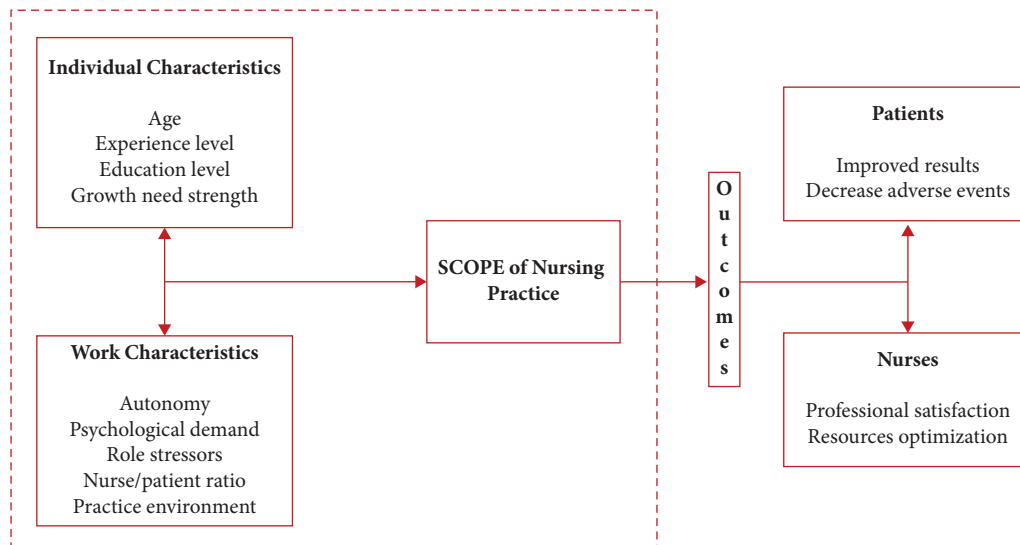 Individual Characteristics
Age
Experience level
Education level
Growth need strength
Work Characteristics
Autonomy
Psychological demand
Role stressors
Nurse/patient ratio
Practice environment
SCOPE of Nursing
Practice
Outcomes
Patients
Improved results
Decrease adverse events
Nurses
Professional satisfaction
Resources optimization